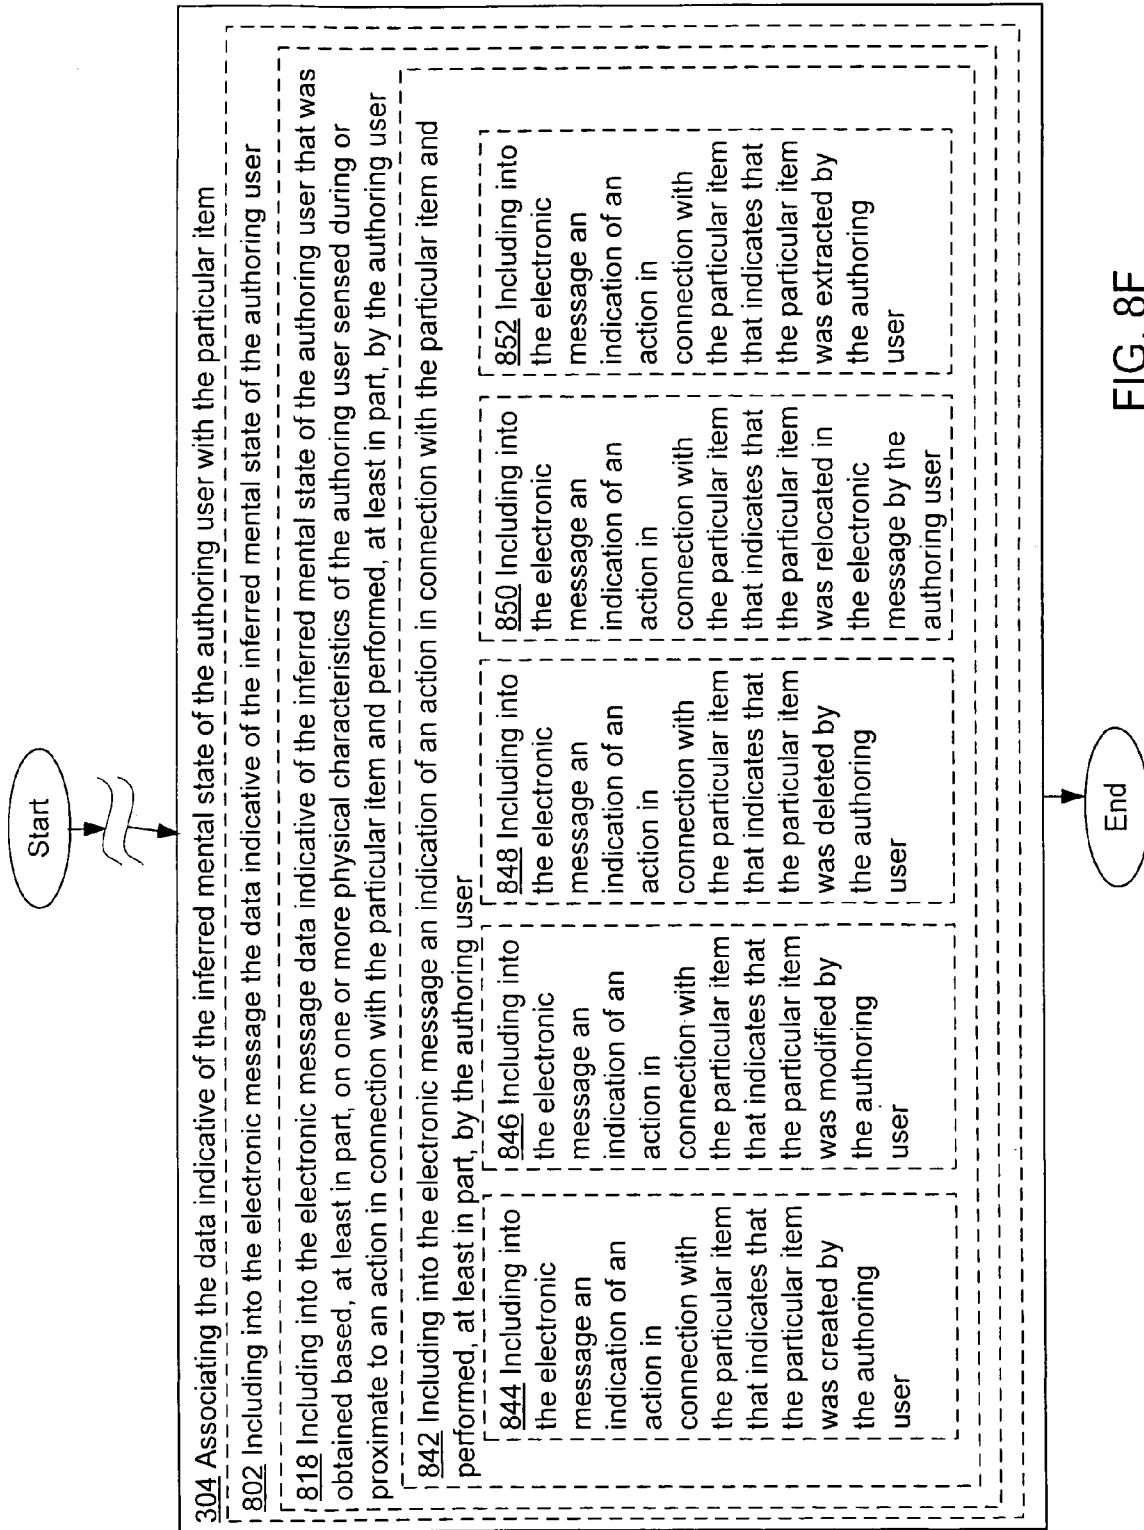 Start
304 Associating the data indicative of the inferred mental state of the authoring user with the particular item
802 Including into the electronic message the data indicative of the inferred mental state of the authoring user
818 Including into the electronic message data indicative of the inferred mental state of the authoring user that was
obtained based, at least in part, on one or more physical characteristics of the authoring user sensed during or
proximate to an action in connection with the particular item and performed, at least in part, by the authoring user
842 Including into the electronic message an indication of an action in connection with the particular item and
performed, at least in part, by the authoring user
844 Including into
the electronic
message an
indication of an
action in
connection with
the particular item
that indicates that
the particular item
was created by
the authoring
user
846 Including into
the electronic
message an
indication of an
action in
connection with
the particular item
that indicates that
the particular item
was modified by
the authoring
user
848 Including into
the electronic
message an
indication of an
action in
connection with
the particular item
that indicates that
the particular item
was deleted by
the authoring
user
850 Including into
the electronic
message an
indication of an
action in
connection with
the particular item
that indicates that
the particular item
was relocated in
the electronic
message by the
authoring user
852 Including into
the electronic
message an
indication of an
action in
connection with
the particular item
that indicates that
the particular item
was extracted by
the authoring
user
End
FIG. 8F